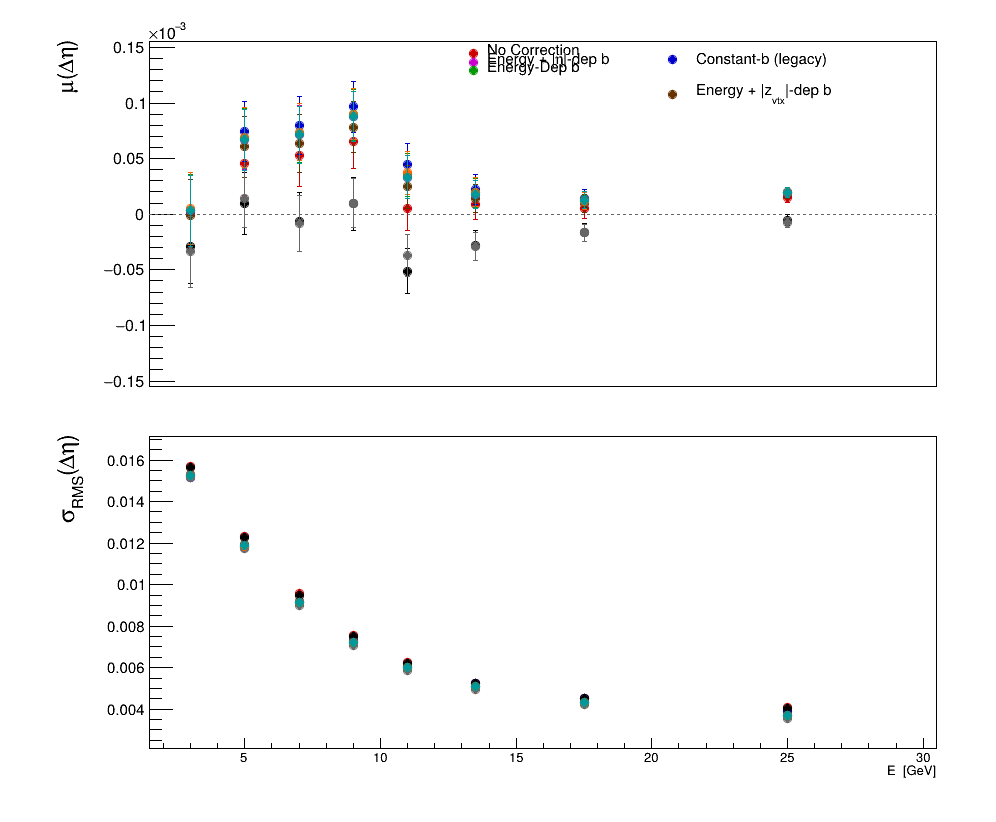 ×10⁻³
μ(Δη)
0.15
0.1
0.05
0
−0.05
−0.1
−0.15
No Correction
Energy + |η|-dep b
Energy-Dep b
Constant-b (legacy)
Energy + |z_vtx|-dep b
σ_RMS(Δη)
0.016
0.014
0.012
0.01
0.008
0.006
0.004
5 10 15 20 25 30
E [GeV]